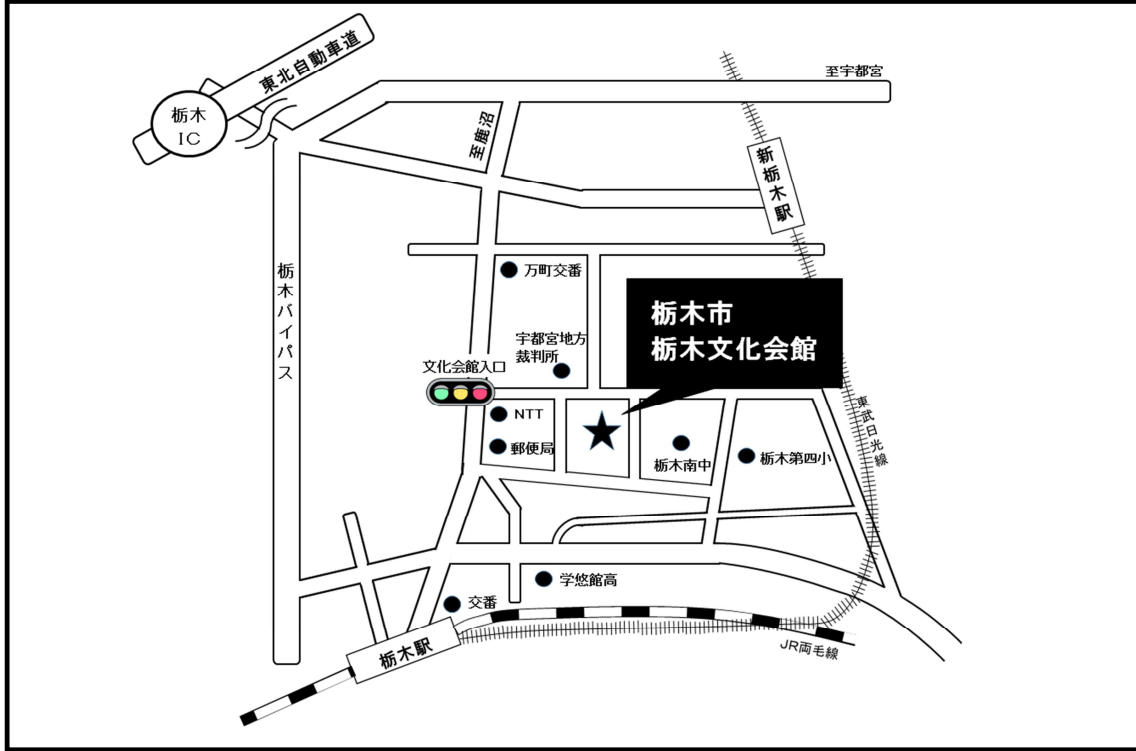 東北自動車道
栃木
IC
至宇都宮
至鹿沼
新栃木駅
栃木バイパス
万町交番
栃木市
栃木文化会館
宇都宮地方
裁判所
文化会館入口
NTT
郵便局
栃木南中
栃木第四小
東武日光線
学悠館高
交番
栃木駅
JR両毛線